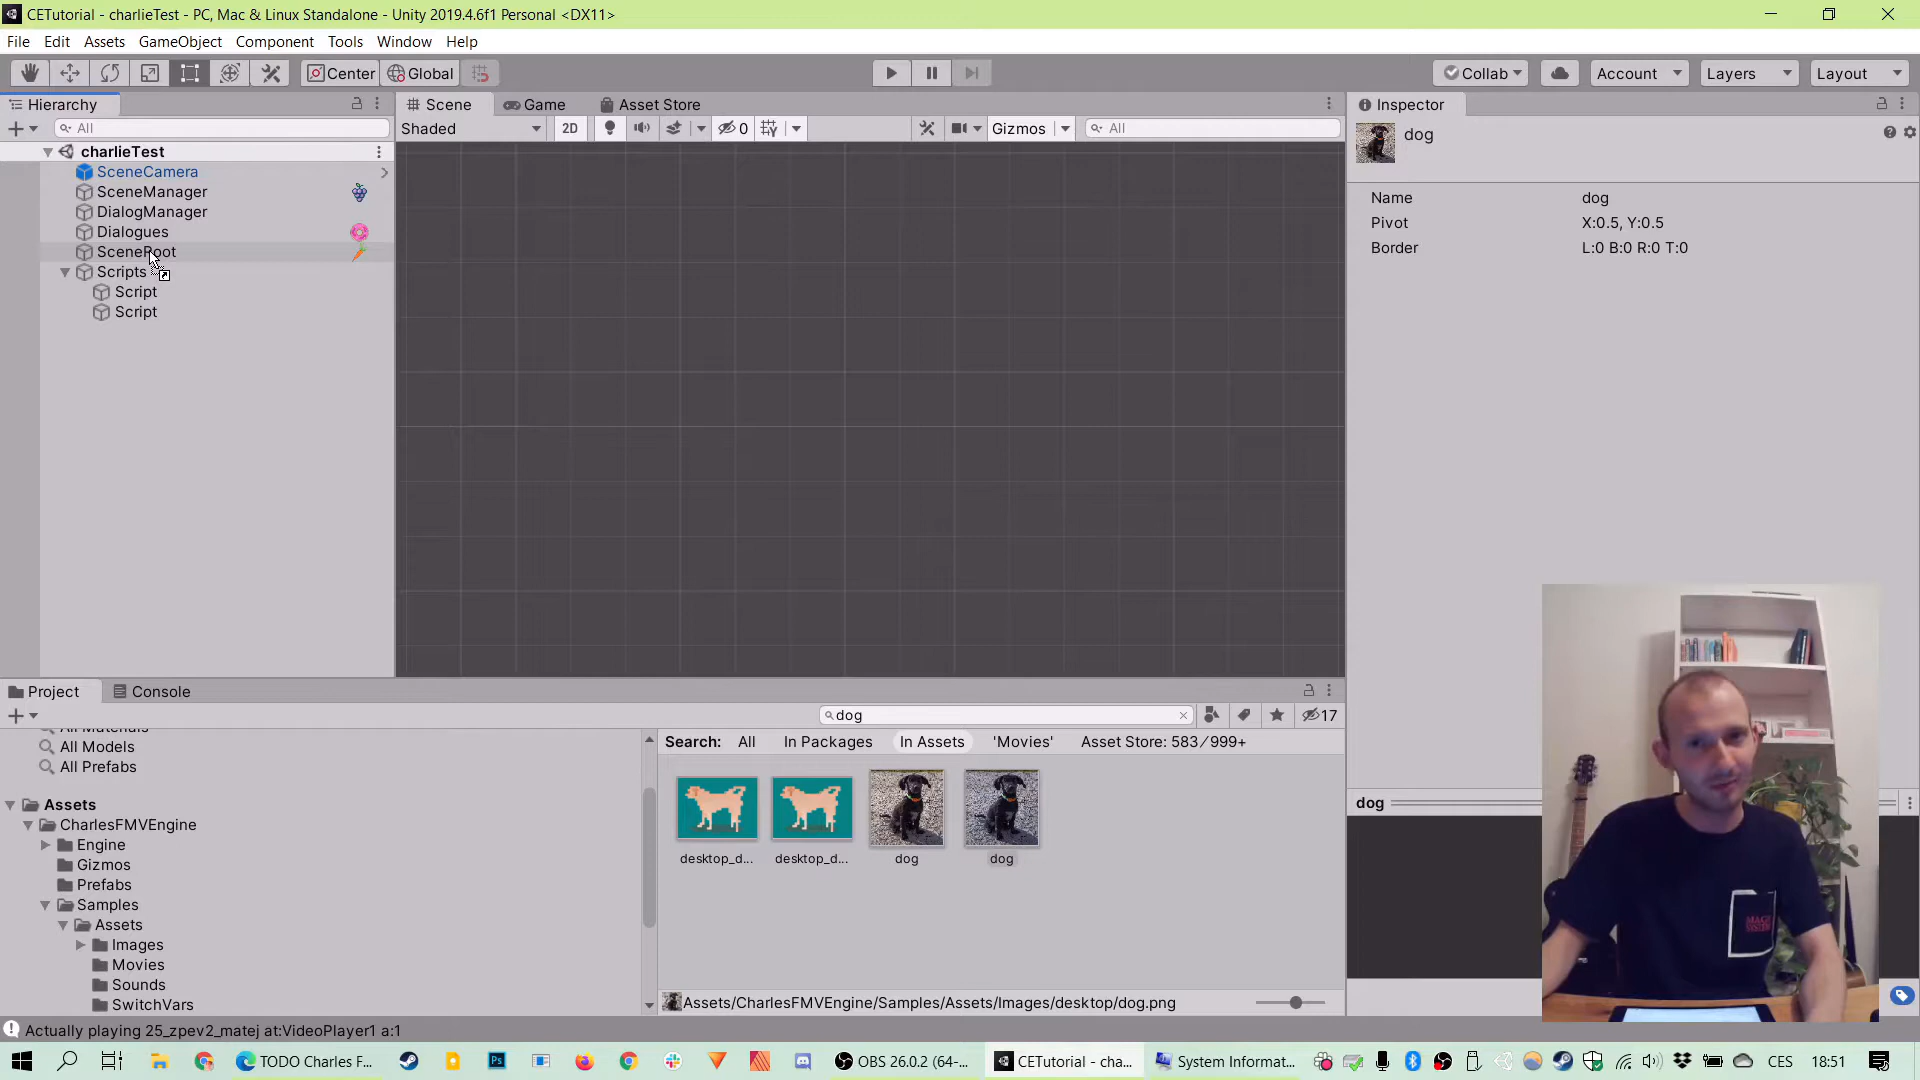 CETutorial - charlieTest - PC, Mac & Linux Standalone - Unity 2019.4.6f1 Personal <DX11>
File Edit Assets GameObject Component Tools Window Help
Center Global Collab Account Layers Layout
Hierarchy Scene Game Asset Store Inspector
All Shaded 2D 0 Gizmos All
dog
charlieTest
SceneCamera
SceneManager
DialogManager
Dialogues
SceneRoot
Scripts
Script
Script
Name dog
Pivot X:0.5, Y:0.5
Border L:0 B:0 R:0 T:0
Project Console
dog 17
All Materials
All Models
All Prefabs
Assets
CharlesFMVEngine
Engine
Gizmos
Prefabs
Samples
Assets
Images
Movies
Sounds
SwitchVars
Search: All In Packages In Assets 'Movies' Asset Store: 583/999+
desktop_d... desktop_d... dog dog
Assets/CharlesFMVEngine/Samples/Assets/Images/desktop/dog.png
dog
Actually playing 25_zpev2_matej at:VideoPlayer1 a:1
TODO Charles F... OBS 26.0.2 (64-... CETutorial - cha... System Informat... CES 18:51